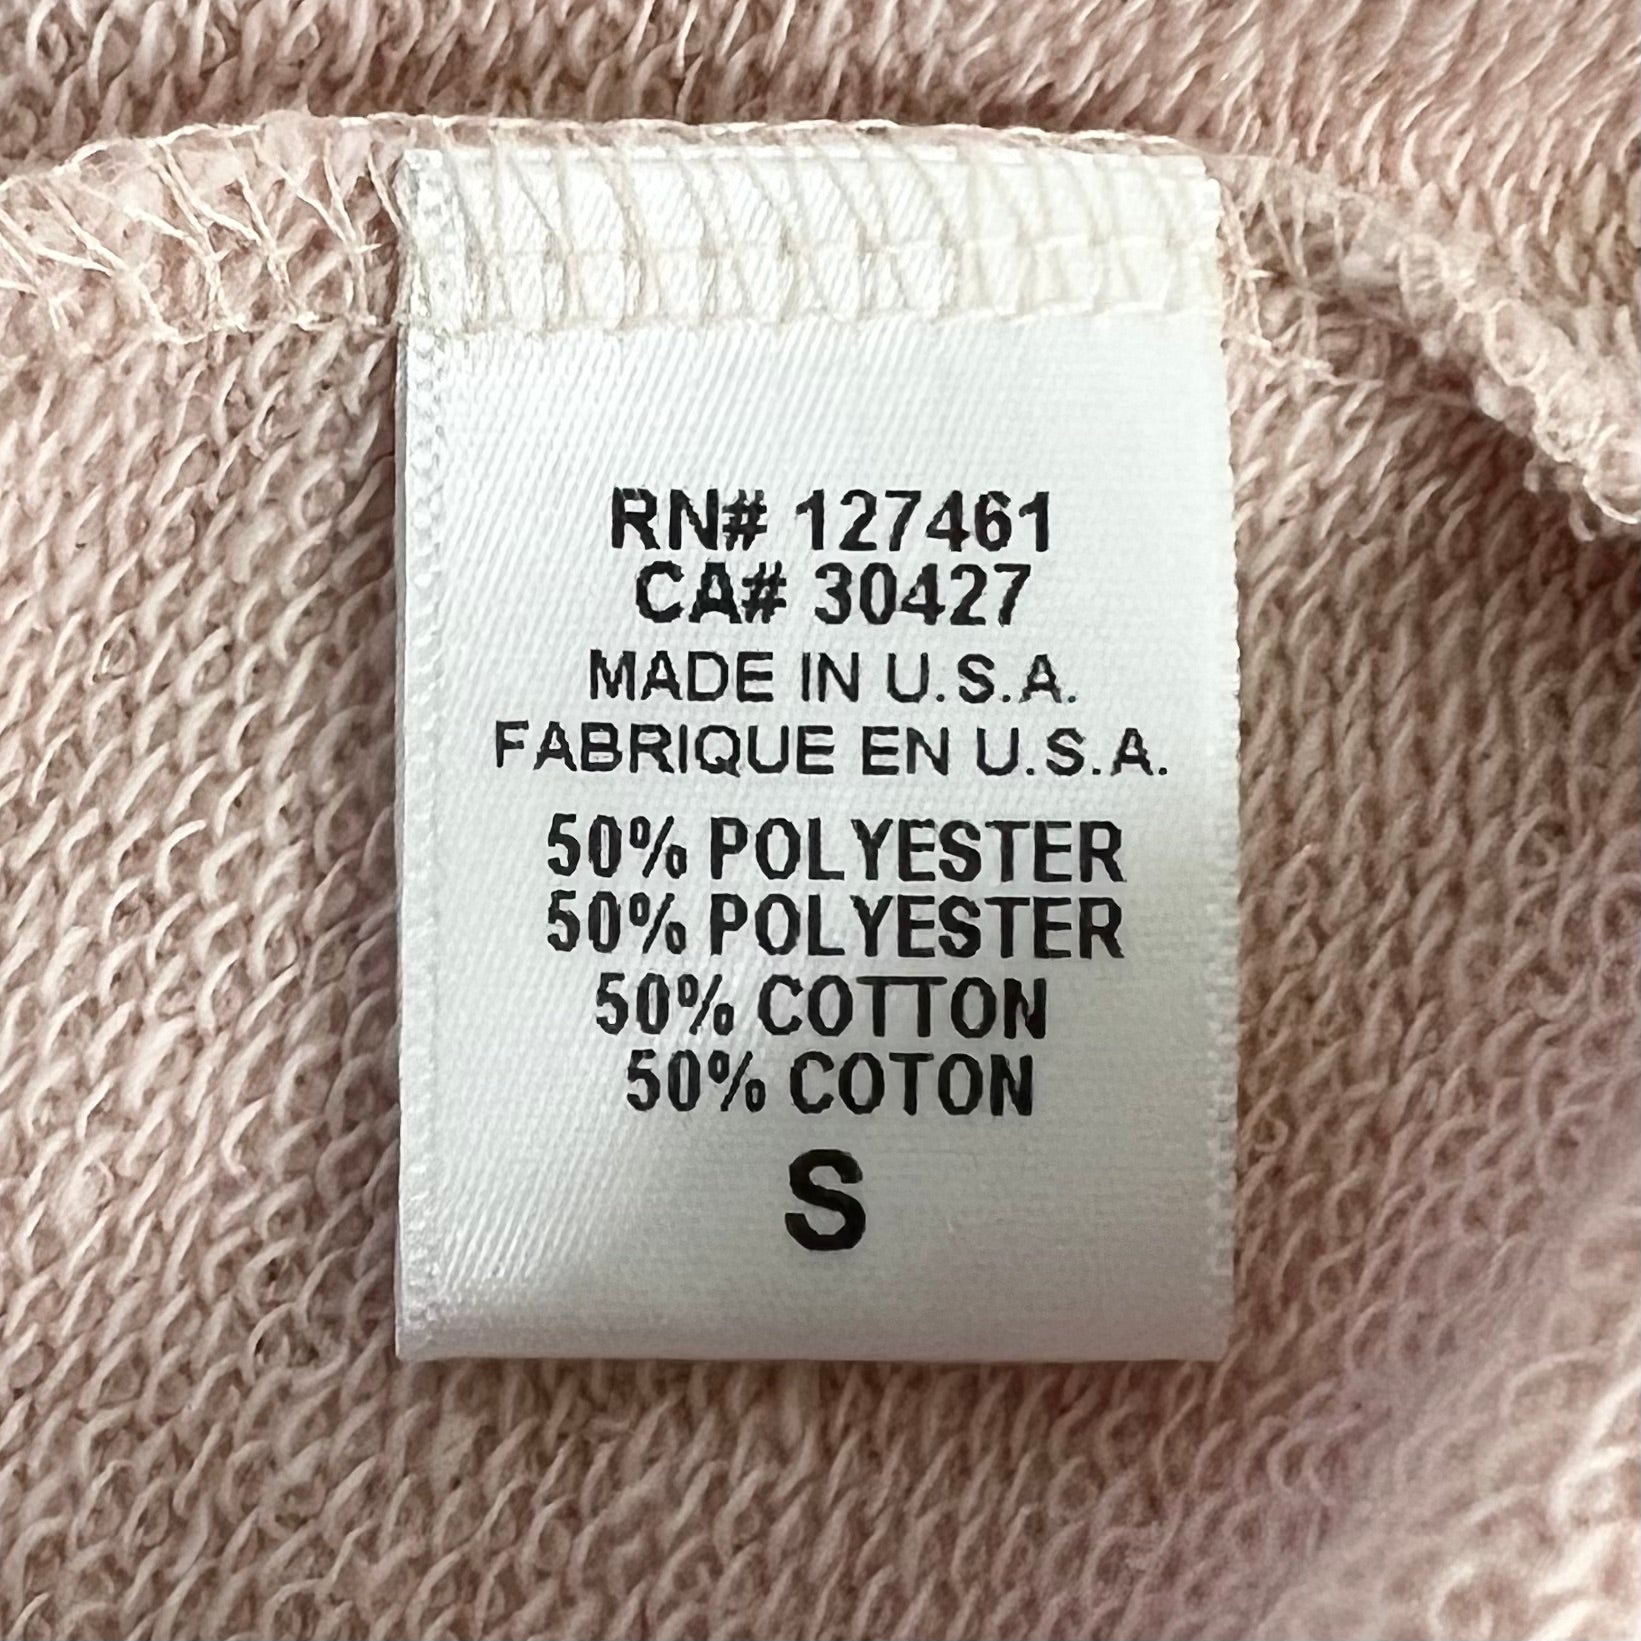 RN# 127461
CA# 30427
MADE IN U.S.A.
FABRIQUE EN U.S.A.
50% POLYESTER
50% POLYESTER
50% COTTON
50% COTON
S